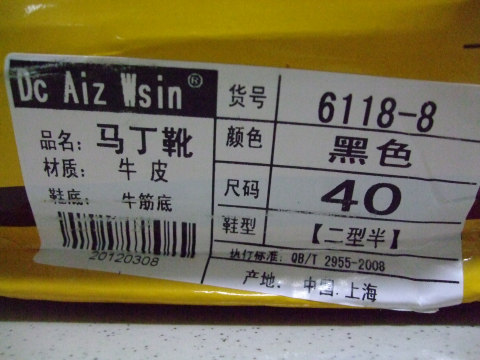 Dc Aiz Wsin®
品名: 马丁靴
材质: 牛皮
鞋底: 牛筋底
20120308
货号 6118-8
颜色 黑色
尺码 40
鞋型 【二型半】
执行标准: QB/T 2955-2008
产地: 中国.上海